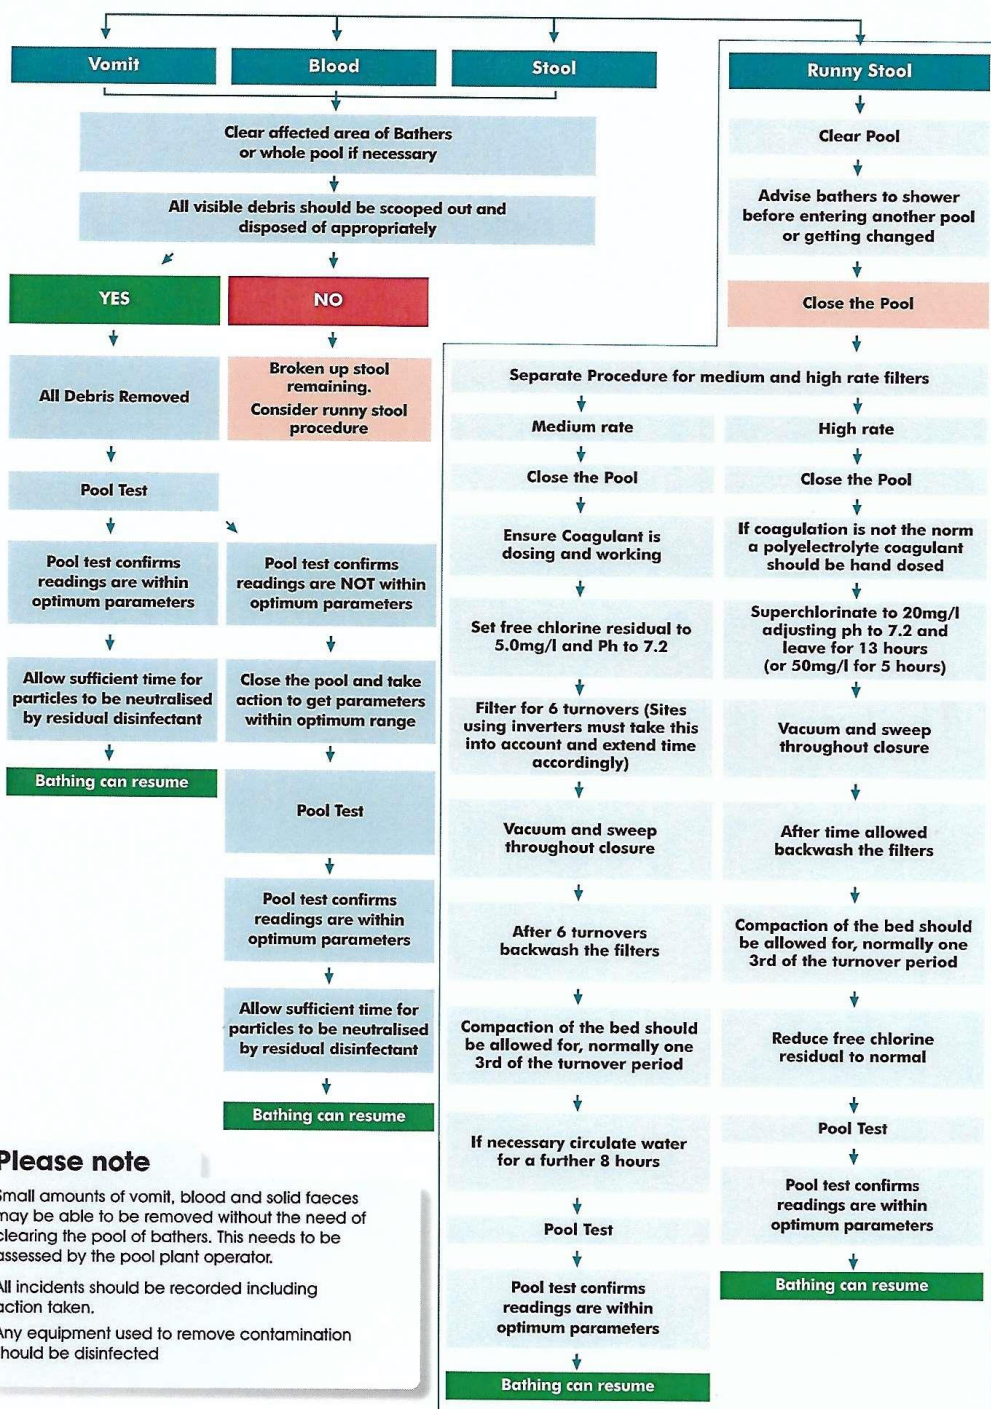 Vomit
Blood
Stool
Clear affected area of Bathers
or whole pool if necessary
All visible debris should be scooped out and
disposed of appropriately
YES
NO
All Debris Removed
Broken up stool
remaining.
Consider runny stool
procedure
Pool Test
Pool test confirms
readings are within
optimum parameters
Pool test confirms
readings are NOT within
optimum parameters
Allow sufficient time for
particles to be neutralised
by residual disinfectant
Close the pool and take
action to get parameters
within optimum range
Bathing can resume
Pool Test
Pool test confirms
readings are within
optimum parameters
Allow sufficient time for
particles to be neutralised
by residual disinfectant
Bathing can resume
Runny Stool
Clear Pool
Advise bathers to shower
before entering another pool
or getting changed
Close the Pool
Separate Procedure for medium and high rate filters
Medium rate
Close the Pool
Ensure Coagulant is
dosing and working
Set free chlorine residual to
5.0mg/l and Ph to 7.2
Filter for 6 turnovers (Sites
using inverters must take this
into account and extend time
accordingly)
Vacuum and sweep
throughout closure
After 6 turnovers
backwash the filters
Compaction of the bed should
be allowed for, normally one
3rd of the turnover period
If necessary circulate water
for a further 8 hours
Pool Test
Pool test confirms
readings are within
optimum parameters
Bathing can resume
High rate
Close the Pool
If coagulation is not the norm
a polyelectrolyte coagulant
should be hand dosed
Superchlorinate to 20mg/l
adjusting ph to 7.2 and
leave for 13 hours
(or 50mg/l for 5 hours)
Vacuum and sweep
throughout closure
After time allowed
backwash the filters
Compaction of the bed should
be allowed for, normally one
3rd of the turnover period
Reduce free chlorine
residual to normal
Pool Test
Pool test confirms
readings are within
optimum parameters
Bathing can resume
Please note
Small amounts of vomit, blood and solid faeces
may be able to be removed without the need of
clearing the pool of bathers. This needs to be
assessed by the pool plant operator.
All incidents should be recorded including
action taken.
Any equipment used to remove contamination
should be disinfected